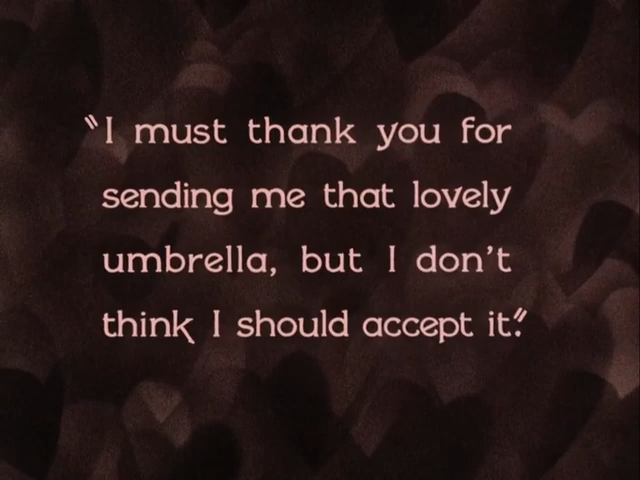 "I must thank you for
sending me that lovely
umbrella, but I don't
think I should accept it."